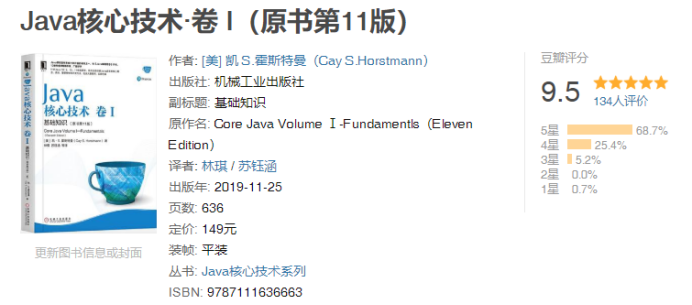 Java核心技术·卷 I（原书第11版）
Java
核心技术 卷 I
基础知识
作者: [美] 凯 S.霍斯特曼（Cay S.Horstmann）
出版社: 机械工业出版社
副标题: 基础知识
原作名: Core Java Volume Ⅰ-Fundamentls（Eleven
Edition）
译者: 林琪 / 苏钰涵
出版年: 2019-11-25
页数: 636
定价: 149元
装帧: 平装
丛书: Java核心技术系列
ISBN: 9787111636663
更新图书信息或封面
豆瓣评分
9.5
134人评价
5星 68.7%
4星 25.4%
3星 5.2%
2星 0.0%
1星 0.7%